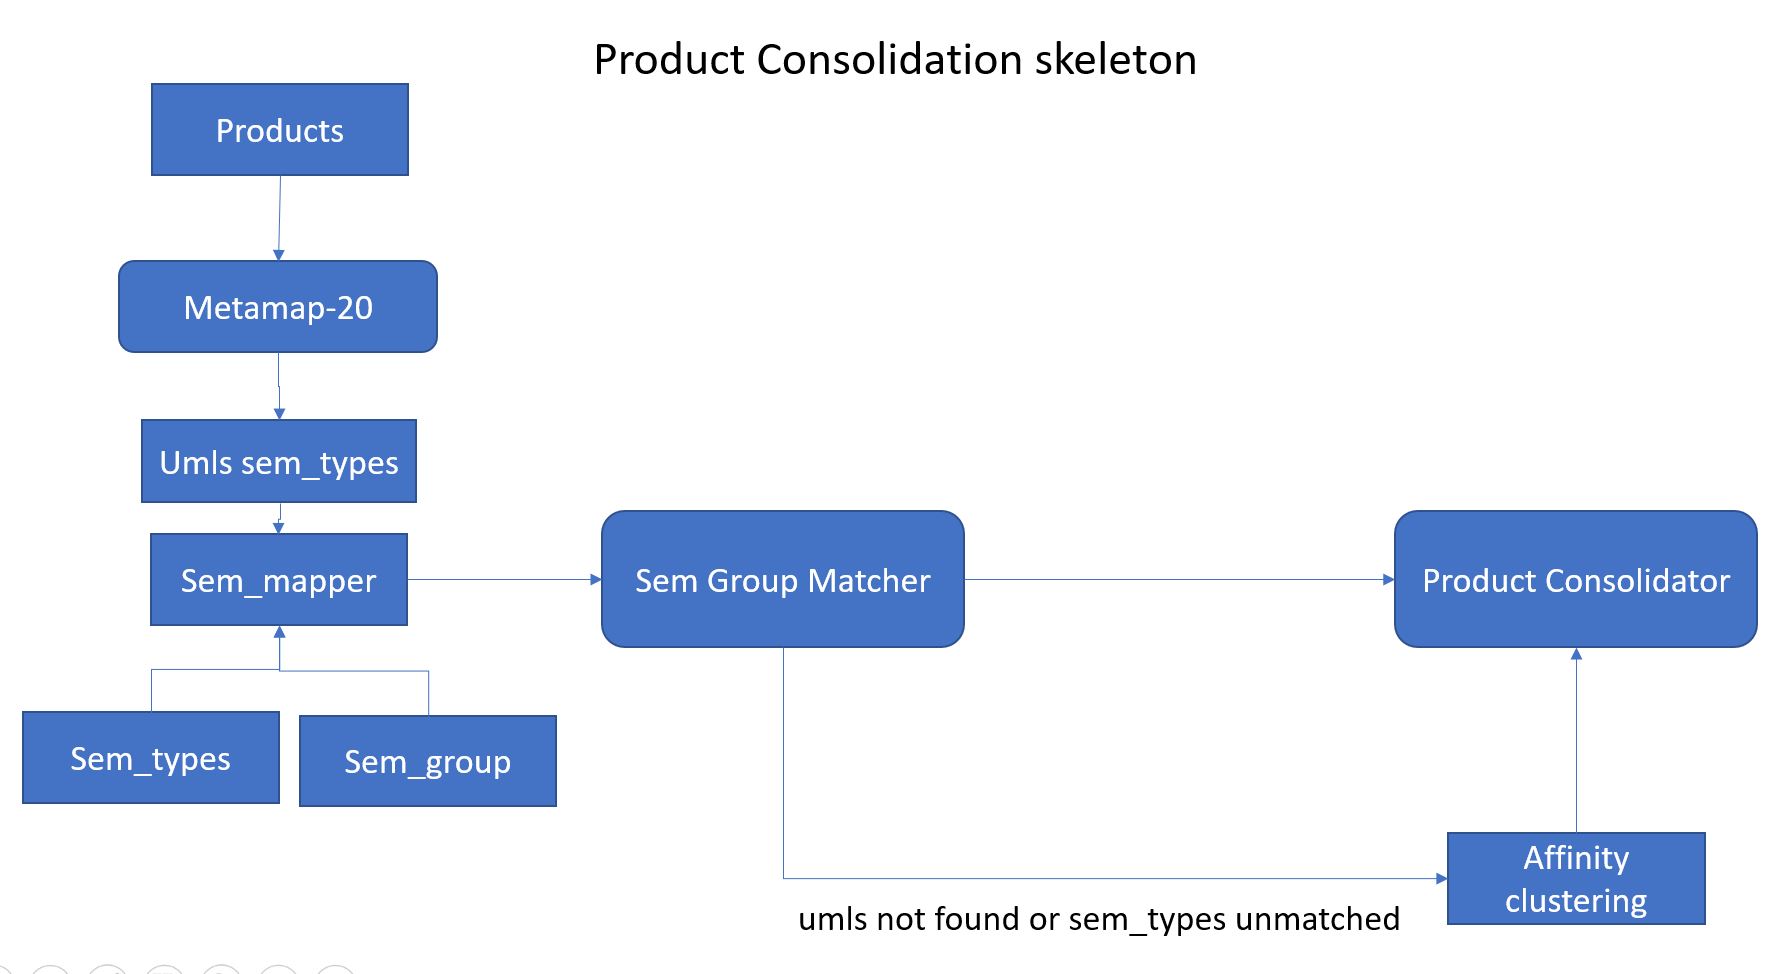 Product Consolidation skeleton
Products
Metamap-20
Umls sem_types
Sem_mapper
Sem Group Matcher
Product Consolidator
Sem_types
Sem_group
Affinity
clustering
umls not found or sem_types unmatched